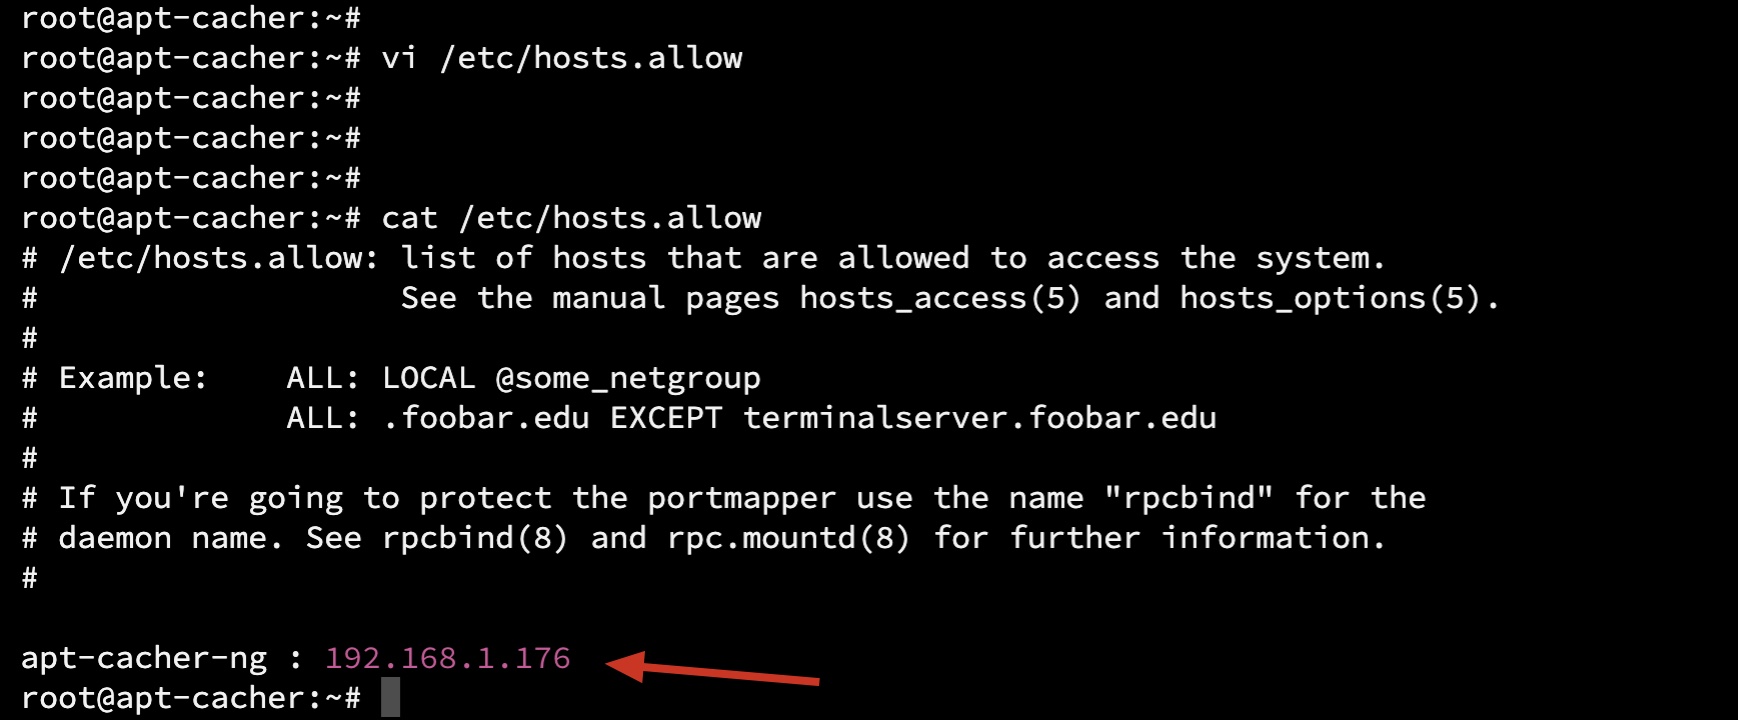 root@apt-cacher:~#
root@apt-cacher:~# vi /etc/hosts.allow
root@apt-cacher:~#
root@apt-cacher:~#
root@apt-cacher:~#
root@apt-cacher:~# cat /etc/hosts.allow
# /etc/hosts.allow: list of hosts that are allowed to access the system.
#                   See the manual pages hosts_access(5) and hosts_options(5).
#
# Example:    ALL: LOCAL @some_netgroup
#             ALL: .foobar.edu EXCEPT terminalserver.foobar.edu
#
# If you're going to protect the portmapper use the name "rpcbind" for the
# daemon name. See rpcbind(8) and rpc.mountd(8) for further information.
#
apt-cacher-ng : 192.168.1.176
root@apt-cacher:~#